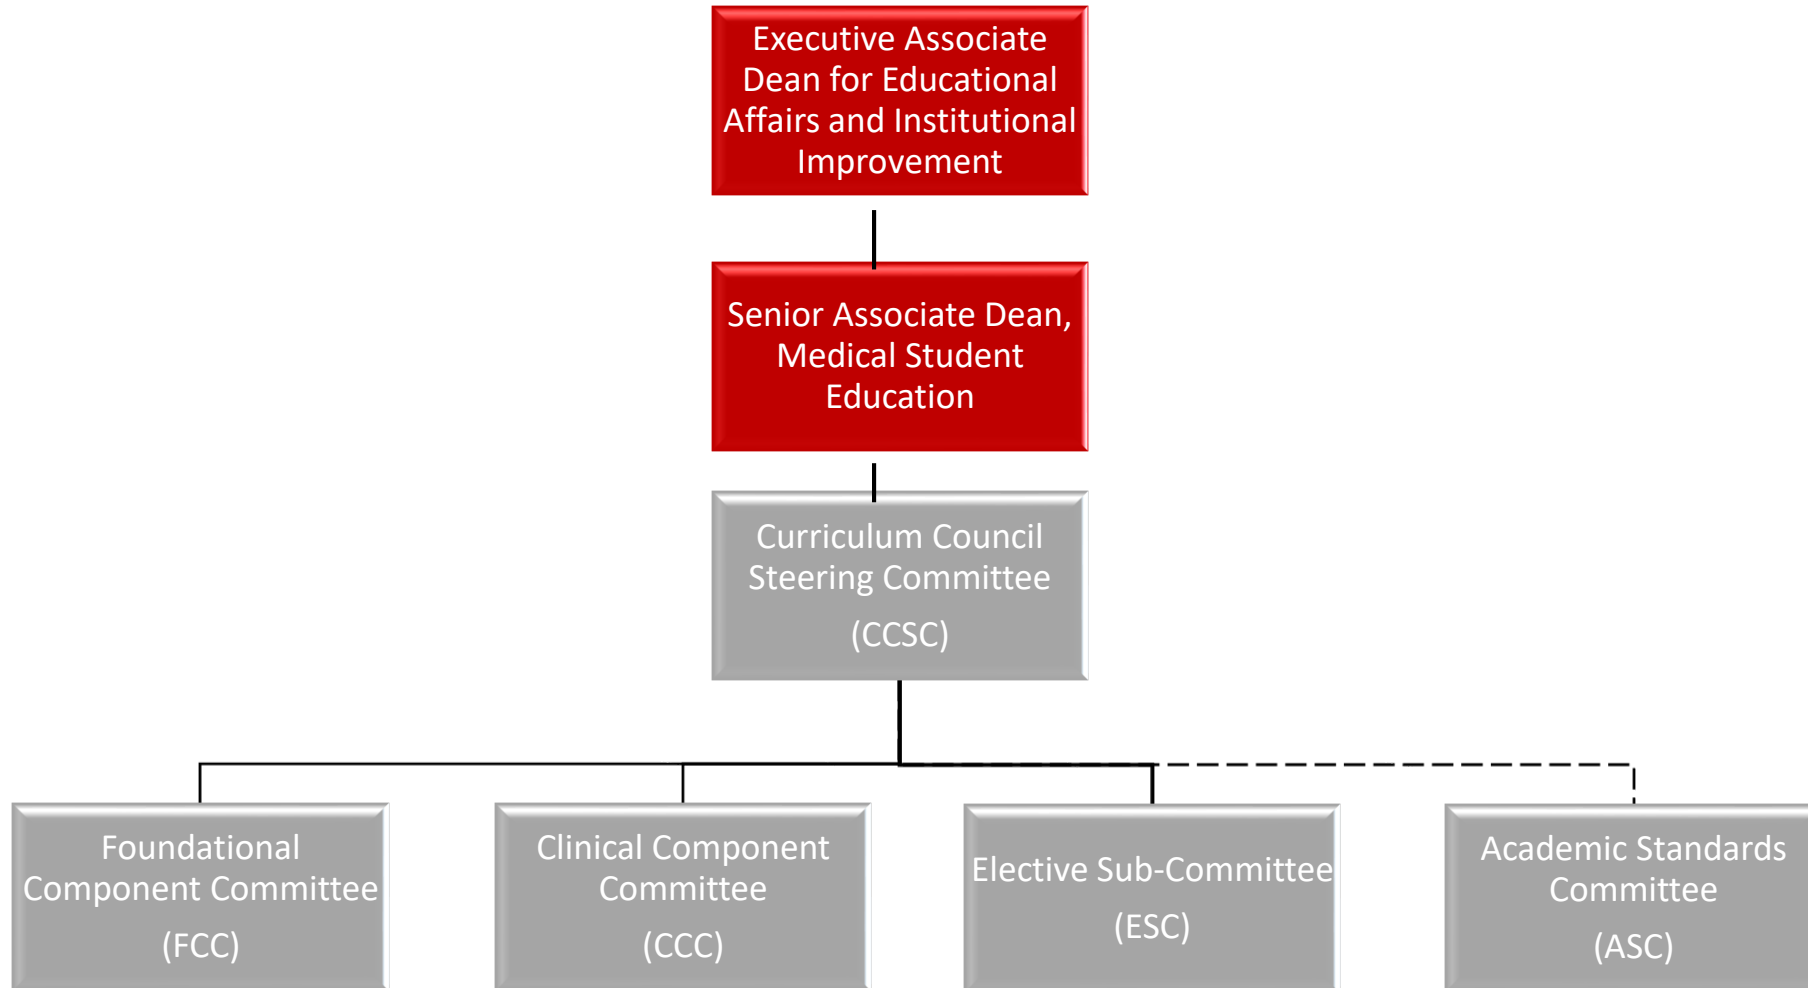 Executive Associate
Dean for Educational
Affairs and Institutional
Improvement
Senior Associate Dean,
Medical Student
Education
Curriculum Council
Steering Committee
(CCSC)
Foundational
Component Committee
(FCC)
Clinical Component
Committee
(CCC)
Elective Sub-Committee
(ESC)
Academic Standards
Committee
(ASC)